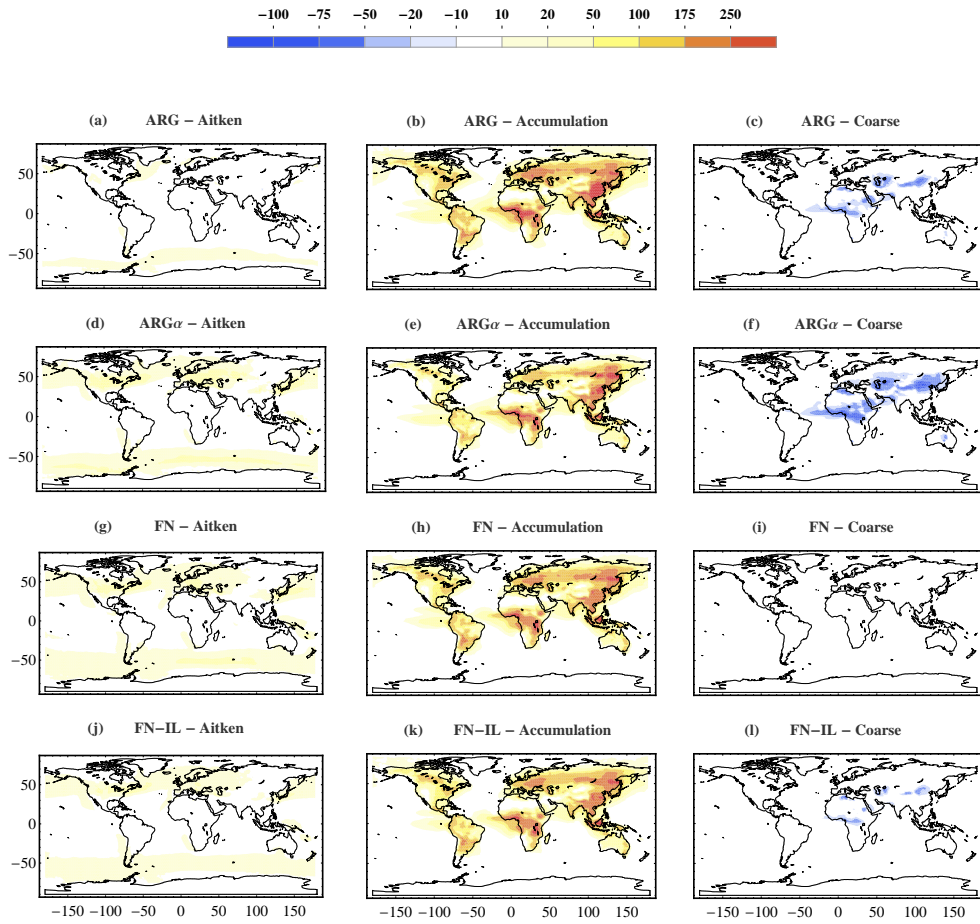 −100 −75 −50 −20 −10 10 20 50 100 175 250
(a) ARG − Aitken (b) ARG − Accumulation (c) ARG − Coarse
50
0
−50
(d) ARGα − Aitken (e) ARGα − Accumulation (f) ARGα − Coarse
50
0
−50
(g) FN − Aitken (h) FN − Accumulation (i) FN − Coarse
50
0
−50
(j) FN−IL − Aitken (k) FN−IL − Accumulation (l) FN−IL − Coarse
50
0
−50
−150 −100 −50 0 50 100 150 −150 −100 −50 0 50 100 150 −150 −100 −50 0 50 100 150